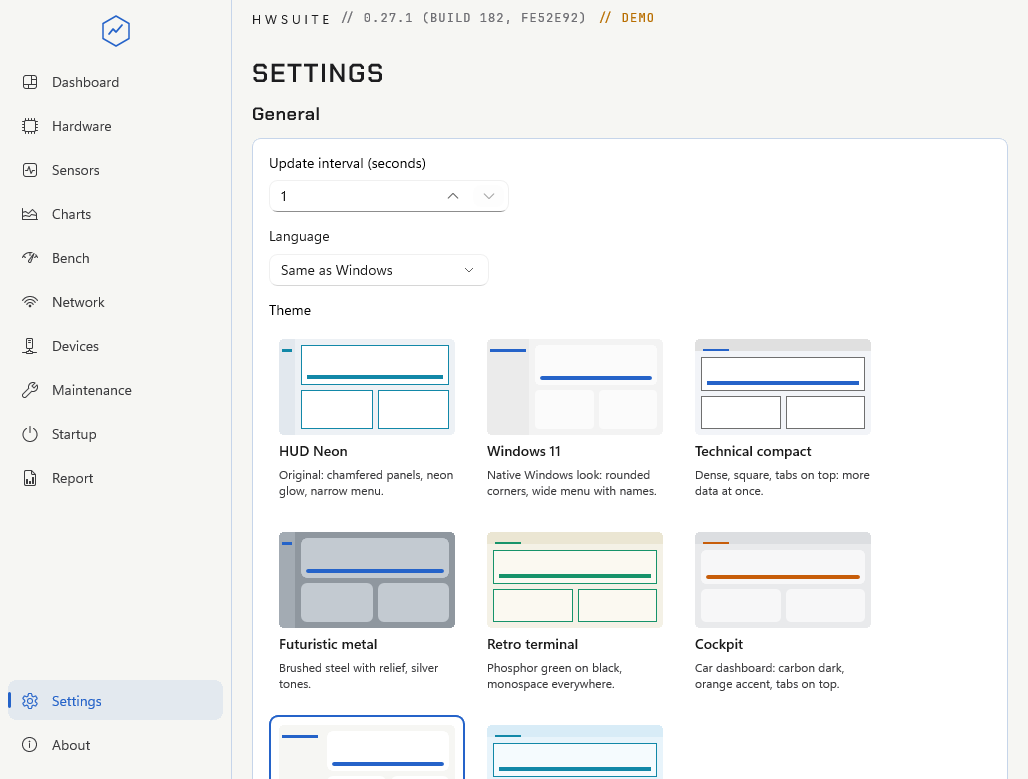 HWSUITE // 0.27.1 (BUILD 182, FE52E92) // DEMO
Dashboard
Hardware
Sensors
Charts
Bench
Network
Devices
Maintenance
Startup
Report
Settings
About
SETTINGS
General
Update interval (seconds)
1
Language
Same as Windows
Theme
HUD Neon
Original: chamfered panels, neon
glow, narrow menu.
Windows 11
Native Windows look: rounded
corners, wide menu with names.
Technical compact
Dense, square, tabs on top: more
data at once.
Futuristic metal
Brushed steel with relief, silver
tones.
Retro terminal
Phosphor green on black,
monospace everywhere.
Cockpit
Car dashboard: carbon dark,
orange accent, tabs on top.